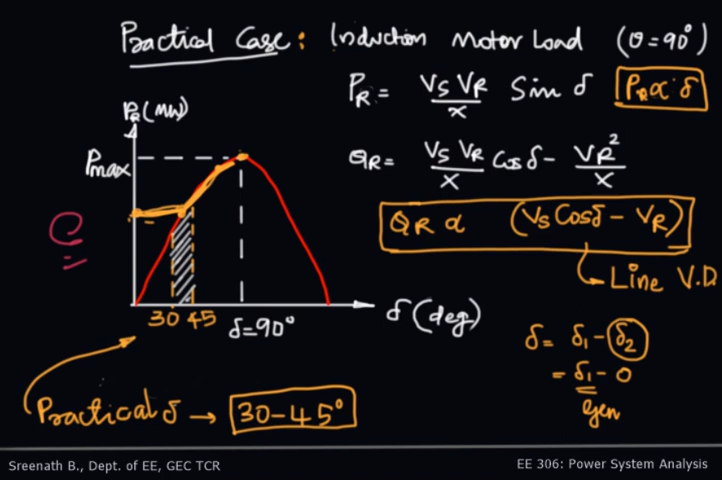 Practical Case: Induction Motor Load (θ=90°)
PR = VS VR / X Sin δ PR α δ
PR (MW)
Pmax
QR = VS VR / X Cos δ - VR² / X
QR α (VS Cosδ - VR)
Line V.D
30 45 δ=90° δ (deg)
δ = δ1 - δ2
= δ1 - 0
gen
Practical δ → 30-45°
Sreenath B., Dept. of EE, GEC TCR
EE 306: Power System Analysis